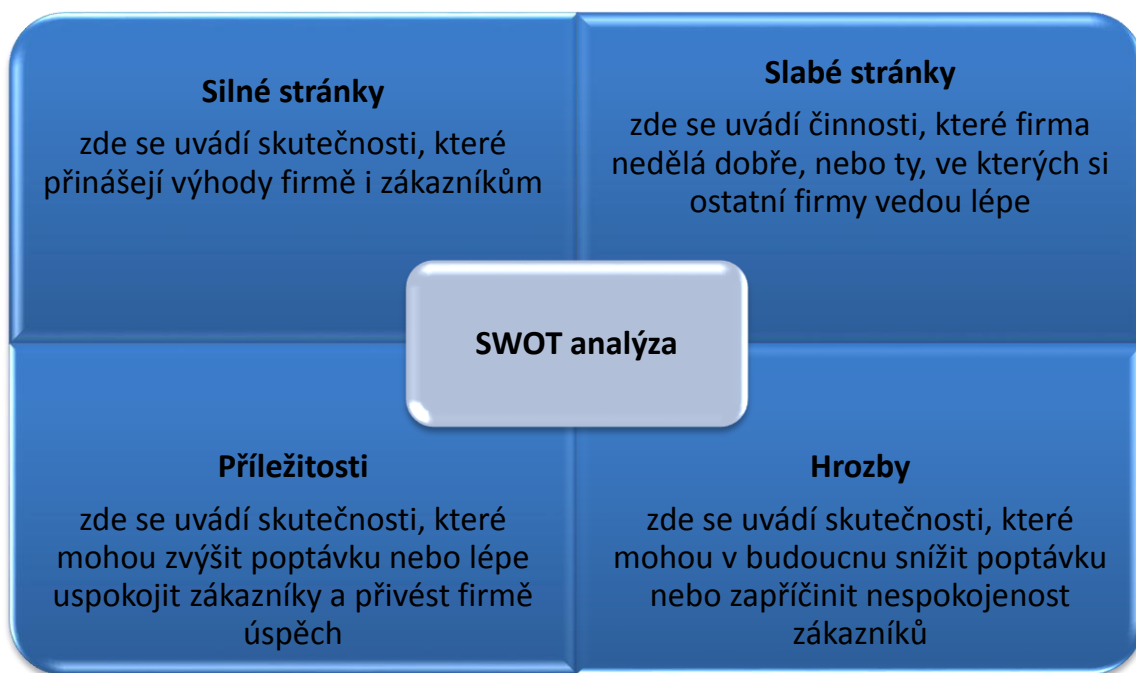 Silné stránky
zde se uvádí skutečnosti, které
přinášejí výhody firmě i zákazníkům
Slabé stránky
zde se uvádí činnosti, které firma
nedělá dobře, nebo ty, ve kterých si
ostatní firmy vedou lépe
SWOT analýza
Příležitosti
zde se uvádí skutečnosti, které
mohou zvýšit poptávku nebo lépe
uspokojit zákazníky a přivést firmě
úspěch
Hrozby
zde se uvádí skutečnosti, které
mohou v budoucnu snížit poptávku
nebo zapříčinit nespokojenost
zákazníků